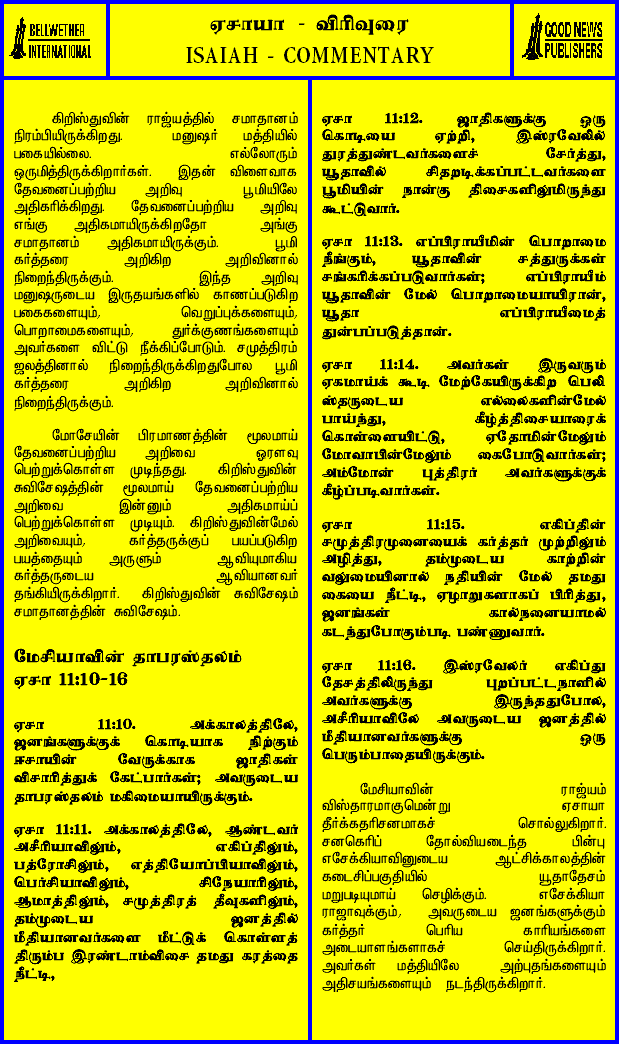 BELLWETHER
INTERNATIONAL
ஏசாயா - விரிவுரை
ISAIAH - COMMENTARY
GOOD NEWS
PUBLISHERS
கிறிஸ்துவின் ராஜ்யத்தில் சமாதானம்
நிரம்பியிருக்கிறது. மனுஷர் மத்தியில்
பகையில்லை. எல்லோரும்
ஒருமித்திருக்கிறார்கள். இதன் விளைவாக
தேவனைப்பற்றிய அறிவு பூமியிலே
அதிகரிக்கிறது. தேவனைப்பற்றிய அறிவு
எங்கு அதிகமாயிருக்கிறதோ அங்கு
சமாதானம் அதிகமாயிருக்கும். பூமி
கர்த்தரை அறிகிற அறிவினால்
நிறைந்திருக்கும். இந்த அறிவு
மனுஷருடைய இருதயங்களில் காணப்படுகிற
பகைகளையும், வெறுப்புக்களையும்,
பொறாமைகளையும், துர்க்குணங்களையும்
அவர்களை விட்டு நீக்கிப்போடும். சமுத்திரம்
ஜலத்தினால் நிறைந்திருக்கிறதுபோல பூமி
கர்த்தரை அறிகிற அறிவினால்
நிறைந்திருக்கும்.
மோசேயின் பிரமாணத்தின் மூலமாய்
தேவனைப்பற்றிய அறிவை ஓரளவு
பெற்றுக்கொள்ள முடிந்தது. கிறிஸ்துவின்
சுவிசேஷத்தின் மூலமாய் தேவனைப்பற்றிய
அறிவை இன்னும் அதிகமாய்ப்
பெற்றுக்கொள்ள முடியும். கிறிஸ்துவின்மேல்
அறிவையும், கர்த்தருக்குப் பயப்படுகிற
பயத்தையும் அருளும் ஆவியுமாகிய
கர்த்தருடைய ஆவியானவர்
தங்கியிருக்கிறார். கிறிஸ்துவின் சுவிசேஷம்
சமாதானத்தின் சுவிசேஷம்.
மேசியாவின் தாபரஸ்தலம்
ஏசா 11:10-16
ஏசா 11:10. அக்காலத்திலே,
ஜனங்களுக்குக் கொடியாக நிற்கும்
ஈசாயின் வேருக்காக ஜாதிகள்
விசாரித்துக் கேட்பார்கள்; அவருடைய
தாபரஸ்தலம் மகிமையாயிருக்கும்.
ஏசா 11:11. அக்காலத்திலே, ஆண்டவர்
அசீரியாவிலும், எகிப்திலும்,
பத்ரோசிலும், எத்தியோப்பியாவிலும்,
பெர்சியாவிலும், சிநேயாரிலும்,
ஆமாத்திலும், சமுத்திரத் தீவுகளிலும்,
தம்முடைய ஜனத்தில்
மீதியானவர்களை மீட்டுக் கொள்ளத்
திரும்ப இரண்டாம்விசை தமது கரத்தை
நீட்டி,
ஏசா 11:12. ஜாதிகளுக்கு ஒரு
கொடியை ஏற்றி, இஸ்ரவேலில்
துரத்துண்டவர்களைச் சேர்த்து,
யூதாவில் சிதறடிக்கப்பட்டவர்களை
பூமியின் நான்கு திசைகளிலுமிருந்து
கூட்டுவார்.
ஏசா 11:13. எப்பிராயீமின் பொறாமை
நீங்கும், யூதாவின் சத்துருக்கள்
சங்கரிக்கப்படுவார்கள்; எப்பிராயீம்
யூதாவின் மேல் பொறாமையாயிரான்,
யூதா எப்பிராயீமைத்
துன்பப்படுத்தான்.
ஏசா 11:14. அவர்கள் இருவரும்
ஏகமாய்க் கூடி மேற்கேயிருக்கிற பெலி
ஸ்தருடைய எல்லைகளின்மேல்
பாய்ந்து, கீழ்த்திசையாரைக்
கொள்ளையிட்டு, ஏதோமின்மேலும்
மோவாபின்மேலும் கைபோடுவார்கள்;
அம்மோன் புத்திரர் அவர்களுக்குக்
கீழ்ப்படிவார்கள்.
ஏசா 11:15. எகிப்தின்
சமுத்திரமுனையைக் கர்த்தர் முற்றிலும்
அழித்து, தம்முடைய காற்றின்
வலுமையினால் நதியின் மேல் தமது
கையை நீட்டி, ஏழாறுகளாகப் பிரித்து,
ஜனங்கள் கால்நனையாமல்
கடந்துபோகும்படி பண்ணுவார்.
ஏசா 11:16. இஸ்ரவேலர் எகிப்து
தேசத்திலிருந்து புறப்பட்டநாளில்
அவர்களுக்கு இருந்ததுபோல,
அசீரியாவிலே அவருடைய ஜனத்தில்
மீதியானவர்களுக்கு ஒரு
பெரும்பாதையிருக்கும்.
மேசியாவின் ராஜ்யம்
விஸ்தாரமாகுமென்று ஏசாயா
தீர்க்கதரிசனமாகச் சொல்லுகிறார்.
சனகெரிப் தோல்வியடைந்த பின்பு
எசேக்கியாவினுடைய ஆட்சிக்காலத்தின்
கடைசிப்பகுதியில் யூதாதேசம்
மறுபடியுமாய் செழிக்கும். எசேக்கியா
ராஜாவுக்கும், அவருடைய ஜனங்களுக்கும்
கர்த்தர் பெரிய காரியங்களை
அடையாளங்களாகச் செய்திருக்கிறார்.
அவர்கள் மத்தியிலே அற்புதங்களையும்
அதிசயங்களையும் நடந்திருக்கிறார்.